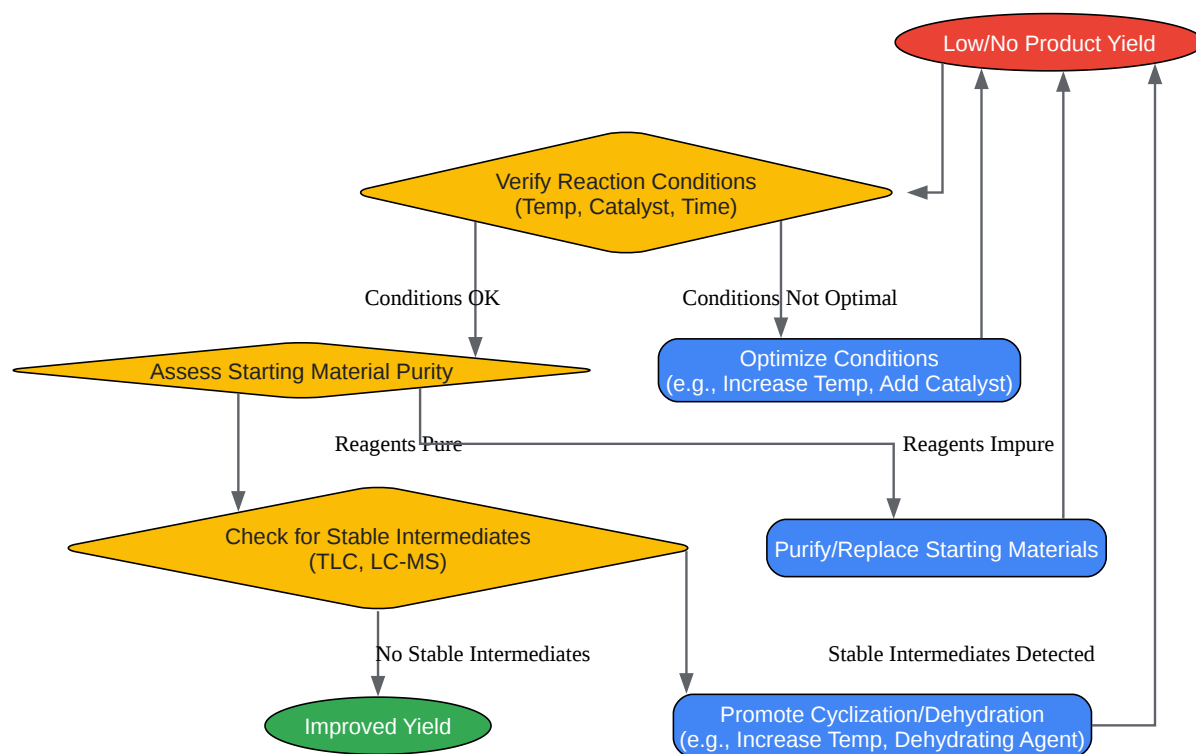 Low/No Product Yield
Verify Reaction Conditions
(Temp, Catalyst, Time)
Conditions OK
Conditions Not Optimal
Assess Starting Material Purity
Optimize Conditions
(e.g., Increase Temp, Add Catalyst)
Reagents Pure
Reagents Impure
Check for Stable Intermediates
(TLC, LC-MS)
Purify/Replace Starting Materials
No Stable Intermediates
Stable Intermediates Detected
Improved Yield
Promote Cyclization/Dehydration
(e.g., Increase Temp, Dehydrating Agent)